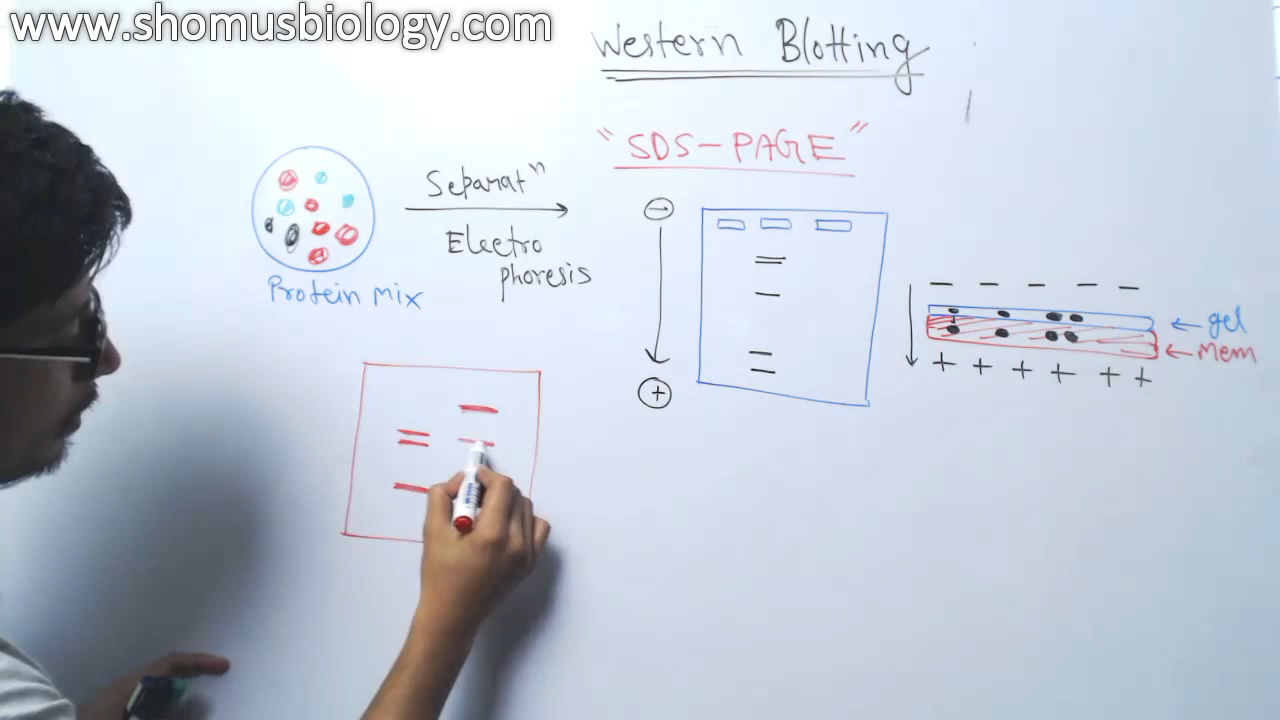 www.shomusbiology.com
Western Blotting
"SDS-PAGE"
Separatⁿ
Electro
phoresis
Protein mix
−
+
− − − − −
← gel
← Mem
+ + + + + +